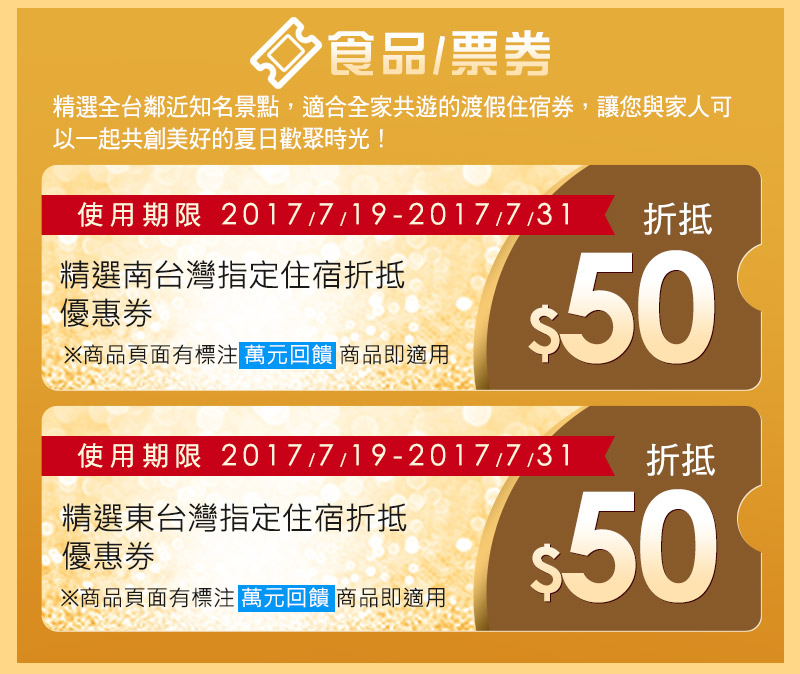 食品/票券
精選全台鄰近知名景點，適合全家共遊的渡假住宿券，讓您與家人可
以一起共創美好的夏日歡聚時光！
使用期限 2017/7/19-2017/7/31
折抵
$50
精選南台灣指定住宿折抵
優惠券
※商品頁面有標注 萬元回饋 商品即適用
使用期限 2017/7/19-2017/7/31
折抵
$50
精選東台灣指定住宿折抵
優惠券
※商品頁面有標注 萬元回饋 商品即適用